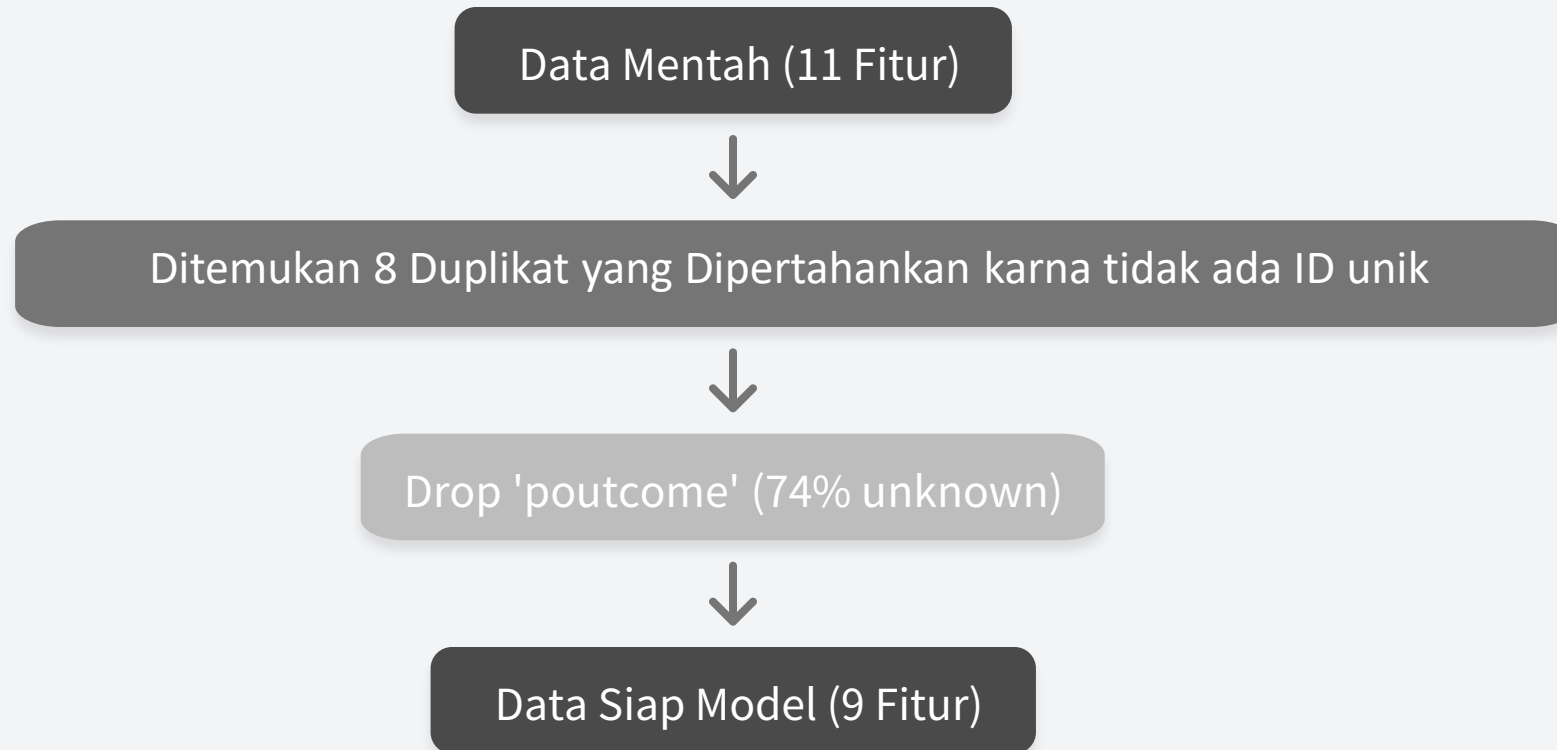 Data Mentah (11 Fitur)
Ditemukan 8 Duplikat yang Dipertahankan karna tidak ada ID unik
Drop 'poutcome' (74% unknown)
Data Siap Model (9 Fitur)